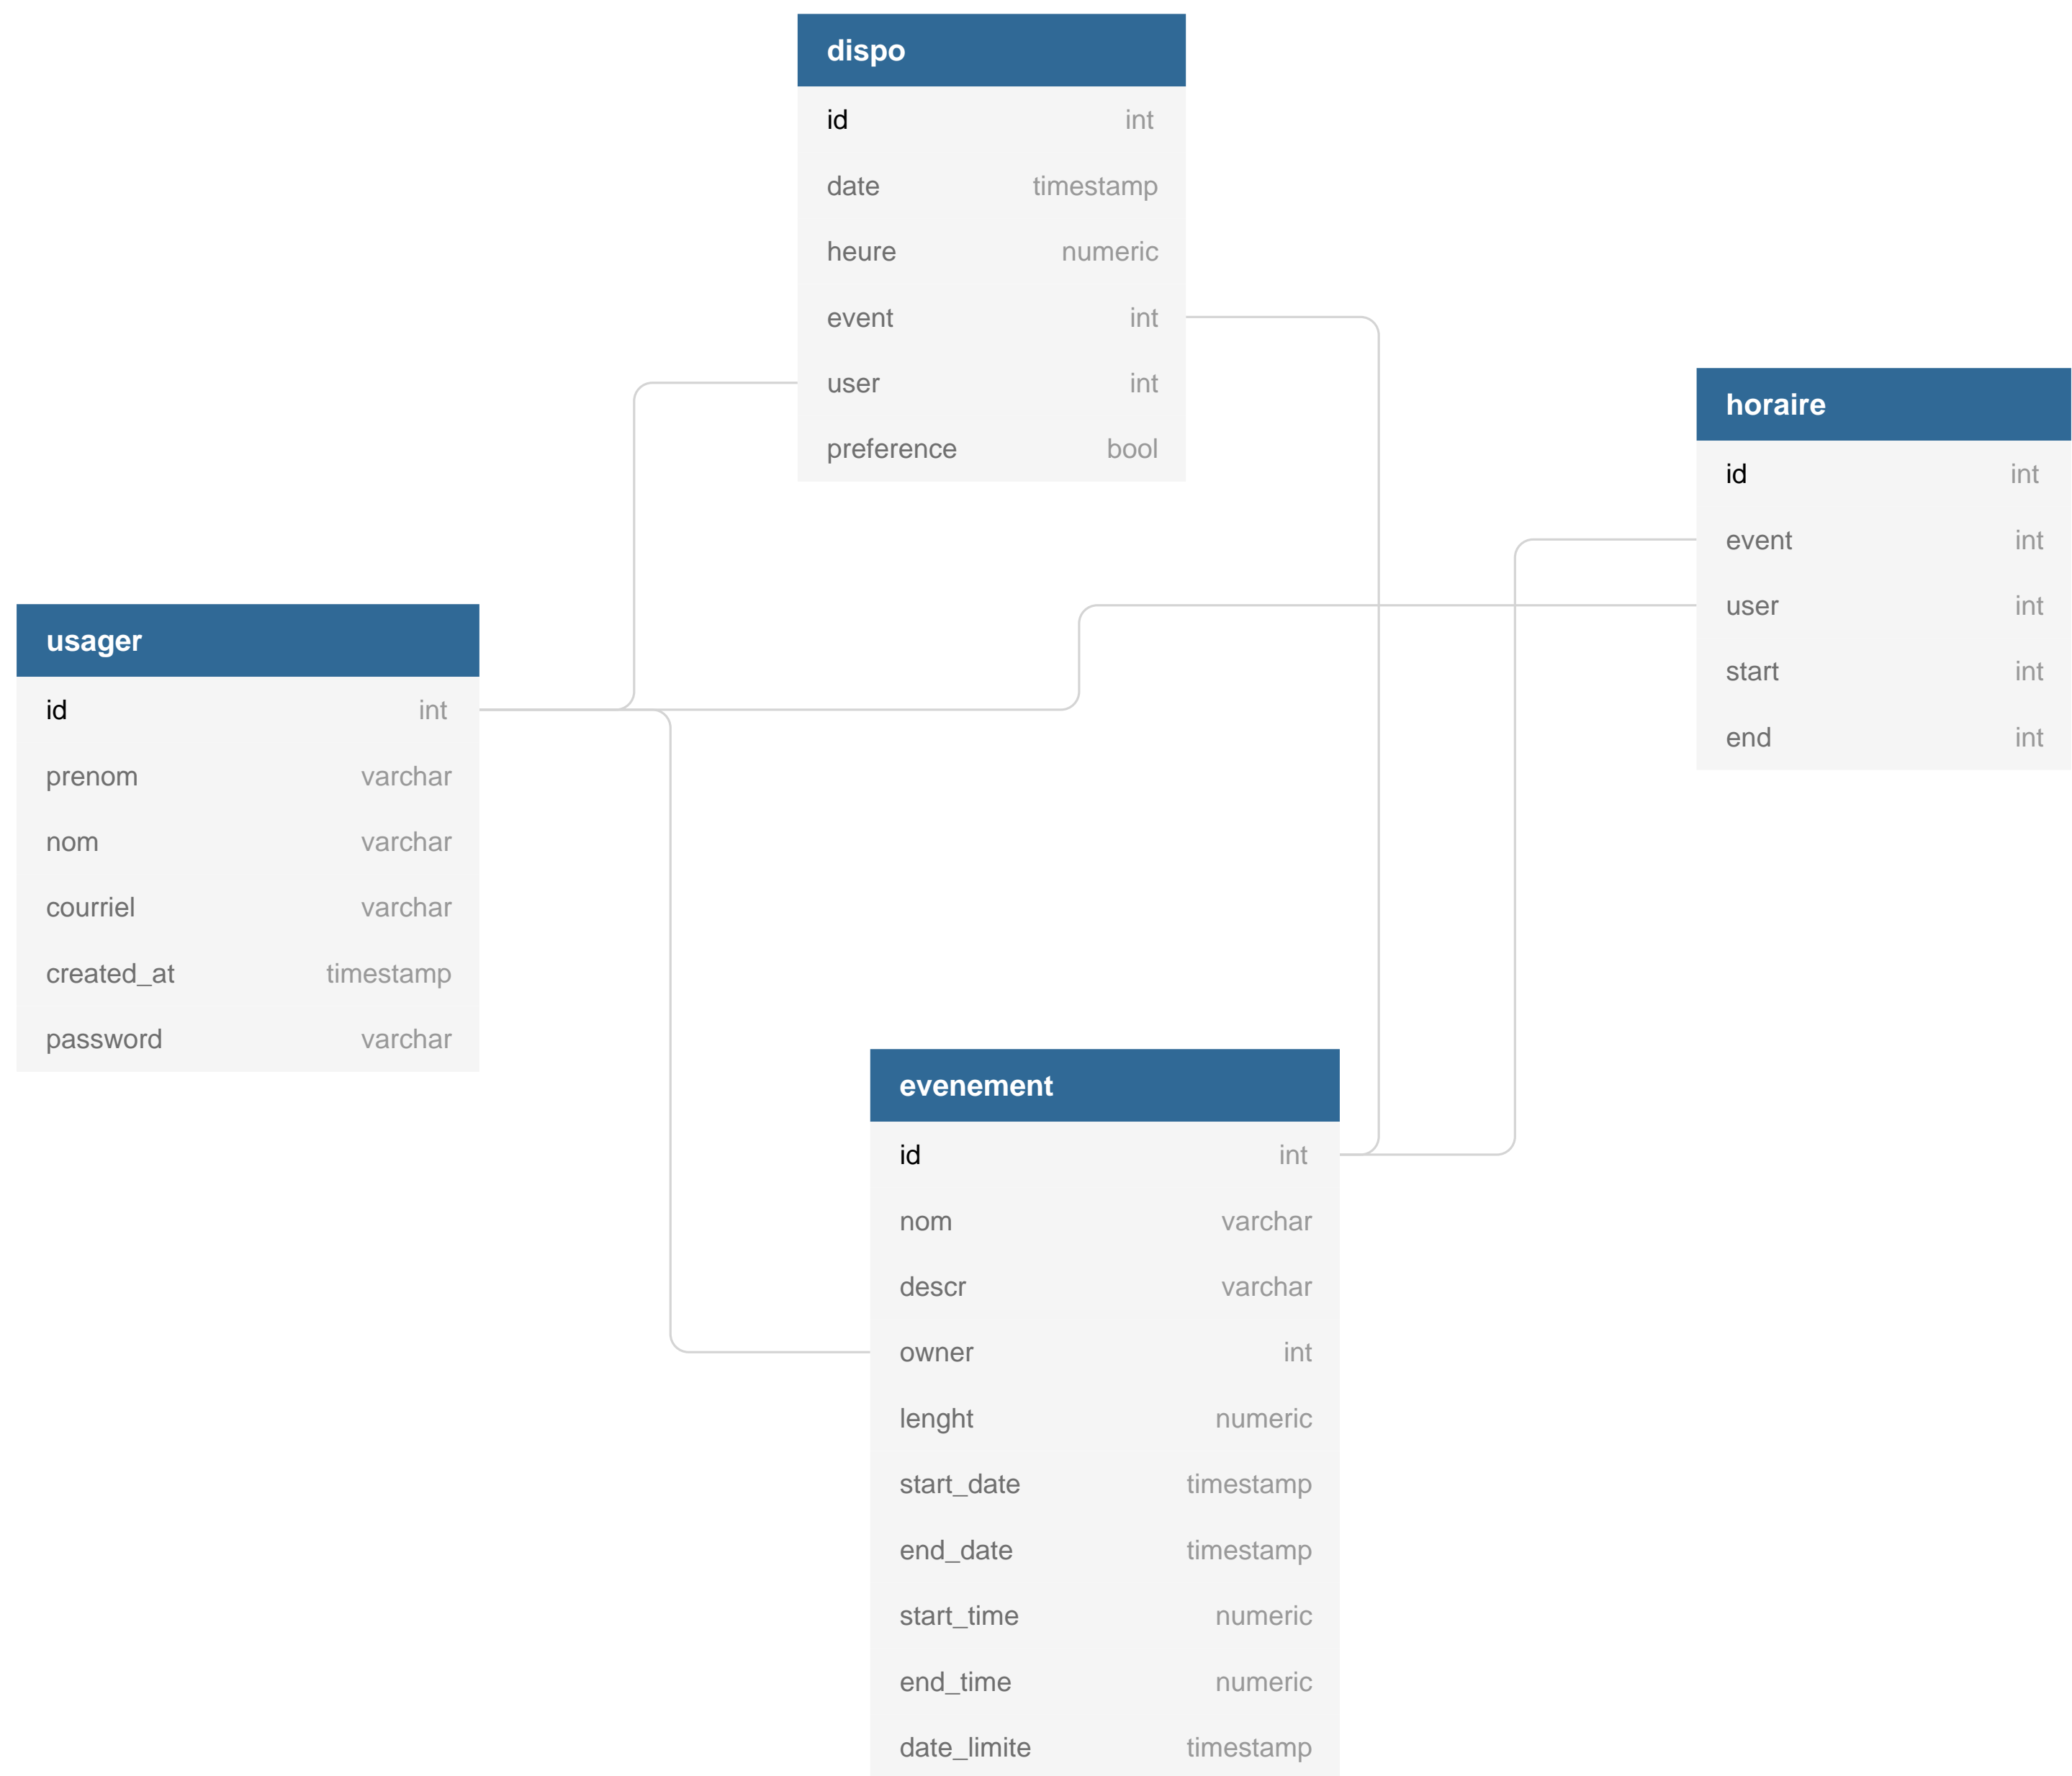 dispo
id int
date timestamp
heure numeric
event int
user int
preference bool
horaire
id int
event int
user int
start int
end int
usager
id int
prenom varchar
nom varchar
courriel varchar
created_at timestamp
password varchar
evenement
id int
nom varchar
descr varchar
owner int
lenght numeric
start_date timestamp
end_date timestamp
start_time numeric
end_time numeric
date_limite timestamp